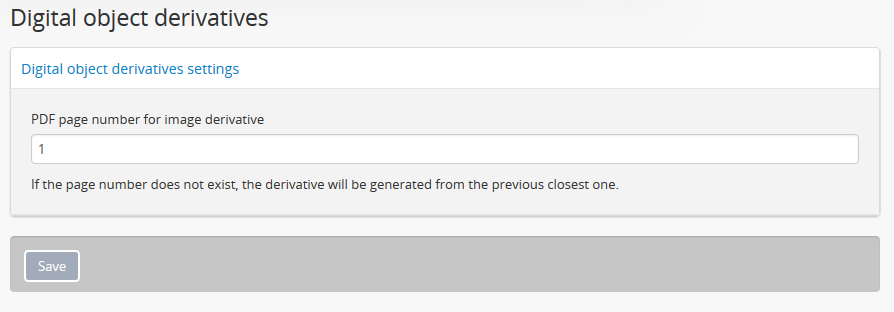 Digital object derivatives
Digital object derivatives settings
PDF page number for image derivative
1
If the page number does not exist, the derivative will be generated from the previous closest one.
Save